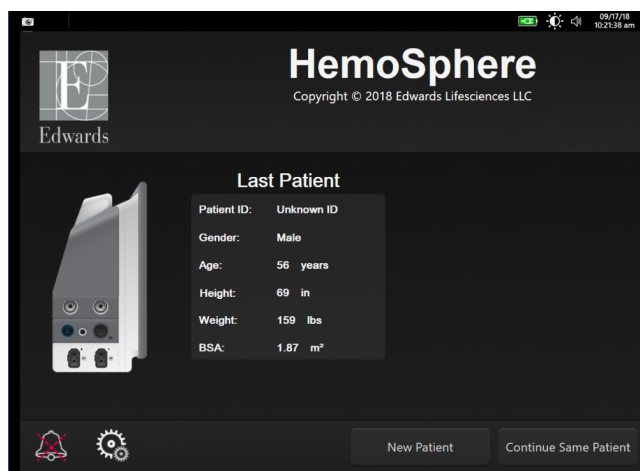 09/17/18
10:21:38 am
E
Edwards
HemoSphere
Copyright © 2018 Edwards Lifesciences LLC
Last Patient
Patient ID: Unknown ID
Gender: Male
Age: 56 years
Height: 69 in
Weight: 159 lbs
BSA: 1.87 m²
New Patient
Continue Same Patient